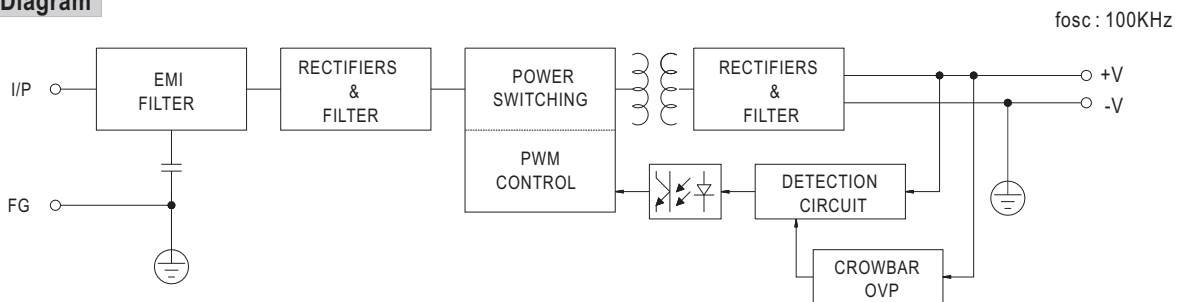 Diagram
fosc : 100KHz
I/P
EMI
FILTER
RECTIFIERS
&
FILTER
POWER
SWITCHING
PWM
CONTROL
RECTIFIERS
&
FILTER
+V
-V
DETECTION
CIRCUIT
FG
CROWBAR
OVP